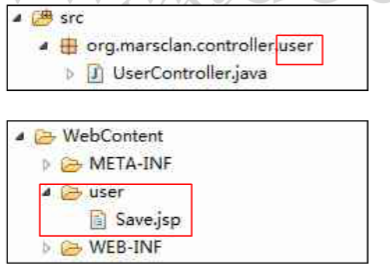 src
org.marsclan.controller.user
UserController.java
WebContent
META-INF
user
Save.jsp
WEB-INF